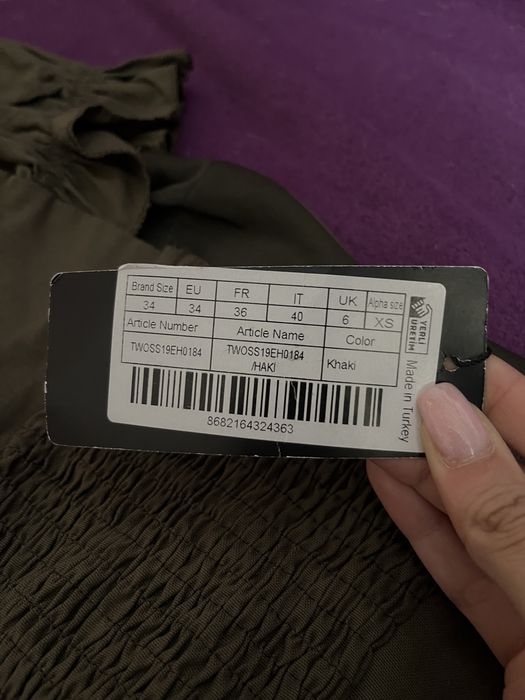 Brand Size EU FR IT UK Alpha size
34 34 36 40 6 XS
Article Number Article Name Color
TWOSS19EH0184 TWOSS19EH0184 Khaki
/HAKI
8682164324363
YERLİ
ÜRETİM
Made in Turkey